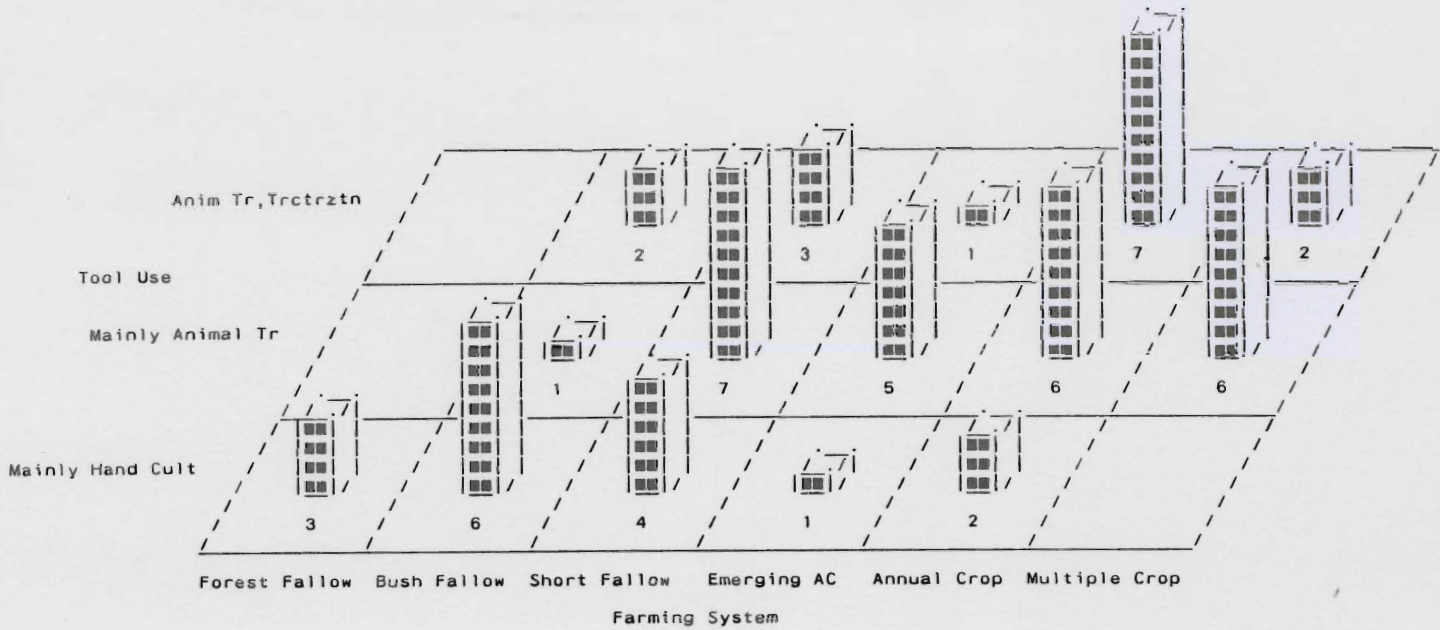 Anim Tr,Trctrztn
2 3 1 7 2
Tool Use
Mainly Animal Tr
1 7 5 6 6
Mainly Hand Cult
3 6 4 1 2
Forest Fallow Bush Fallow Short Fallow Emerging AC Annual Crop Multiple Crop
Farming System